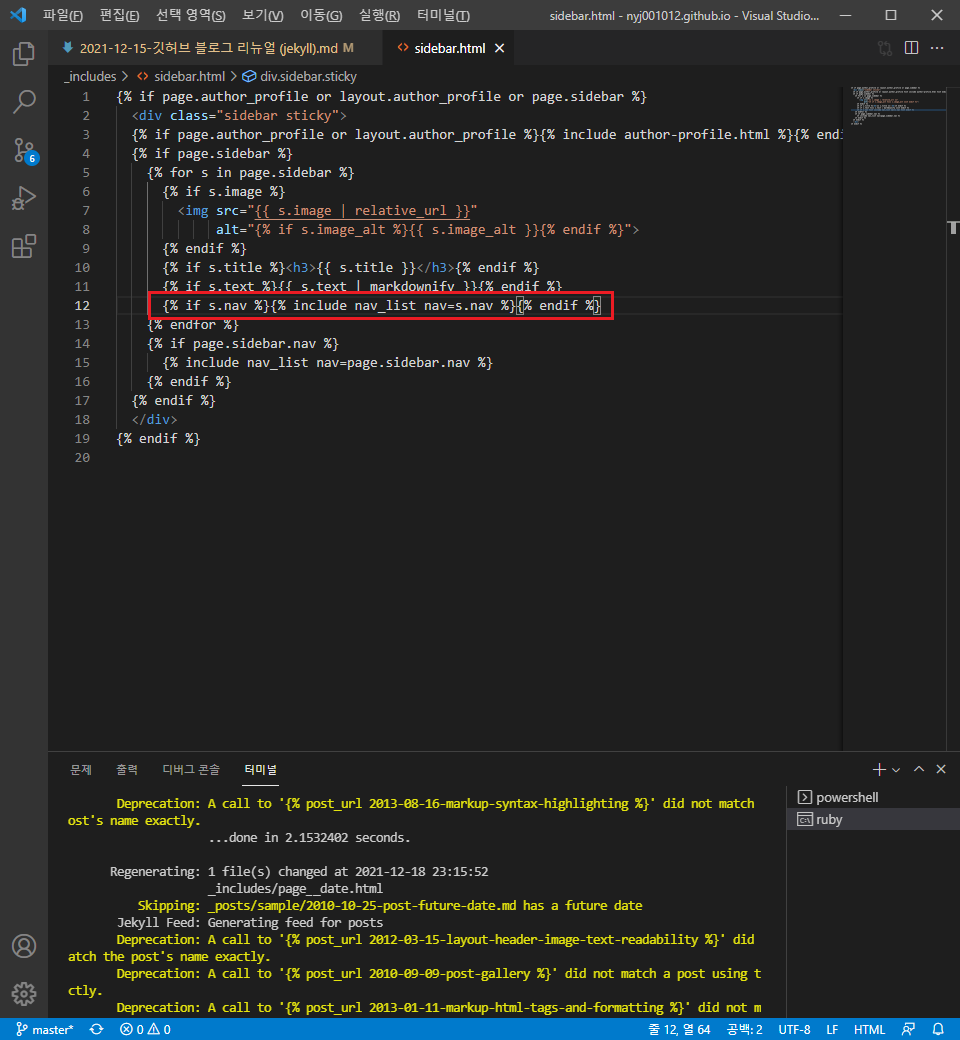 파일(F) 편집(E) 선택 영역(S) 보기(V) 이동(G) 실행(R) 터미널(T) sidebar.html - nyj001012.github.io - Visual Studio...
2021-12-15-깃허브 블로그 리뉴얼 (jekyll).md M <> sidebar.html
_includes > <> sidebar.html > div.sidebar.sticky
1 {% if page.author_profile or layout.author_profile or page.sidebar %}
2 <div class="sidebar sticky">
3 {% if page.author_profile or layout.author_profile %}{% include author-profile.html %}{% endi
4 {% if page.sidebar %}
5 {% for s in page.sidebar %}
6 {% if s.image %}
7 <img src="{{ s.image | relative_url }}"
8 alt="{% if s.image_alt %}{{ s.image_alt }}{% endif %}">
9 {% endif %}
10 {% if s.title %}<h3>{{ s.title }}</h3>{% endif %}
11 {% if s.text %}{{ s.text | markdownify }}{% endif %}
12 {% if s.nav %}{% include nav_list nav=s.nav %}{% endif %}
13 {% endfor %}
14 {% if page.sidebar.nav %}
15 {% include nav_list nav=page.sidebar.nav %}
16 {% endif %}
17 {% endif %}
18 </div>
19 {% endif %}
20
6
문제 출력 디버그 콘솔 터미널
Deprecation: A call to '{% post_url 2013-08-16-markup-syntax-highlighting %}' did not match
ost's name exactly.
...done in 2.1532402 seconds.
Regenerating: 1 file(s) changed at 2021-12-18 23:15:52
_includes/page__date.html
Skipping: _posts/sample/2010-10-25-post-future-date.md has a future date
Jekyll Feed: Generating feed for posts
Deprecation: A call to '{% post_url 2012-03-15-layout-header-image-text-readability %}' did
atch the post's name exactly.
Deprecation: A call to '{% post_url 2010-09-09-post-gallery %}' did not match a post using t
ctly.
Deprecation: A call to '{% post_url 2013-01-11-markup-html-tags-and-formatting %}' did not m
powershell
ruby
master* 0 0 줄 12, 열 64 공백: 2 UTF-8 LF HTML